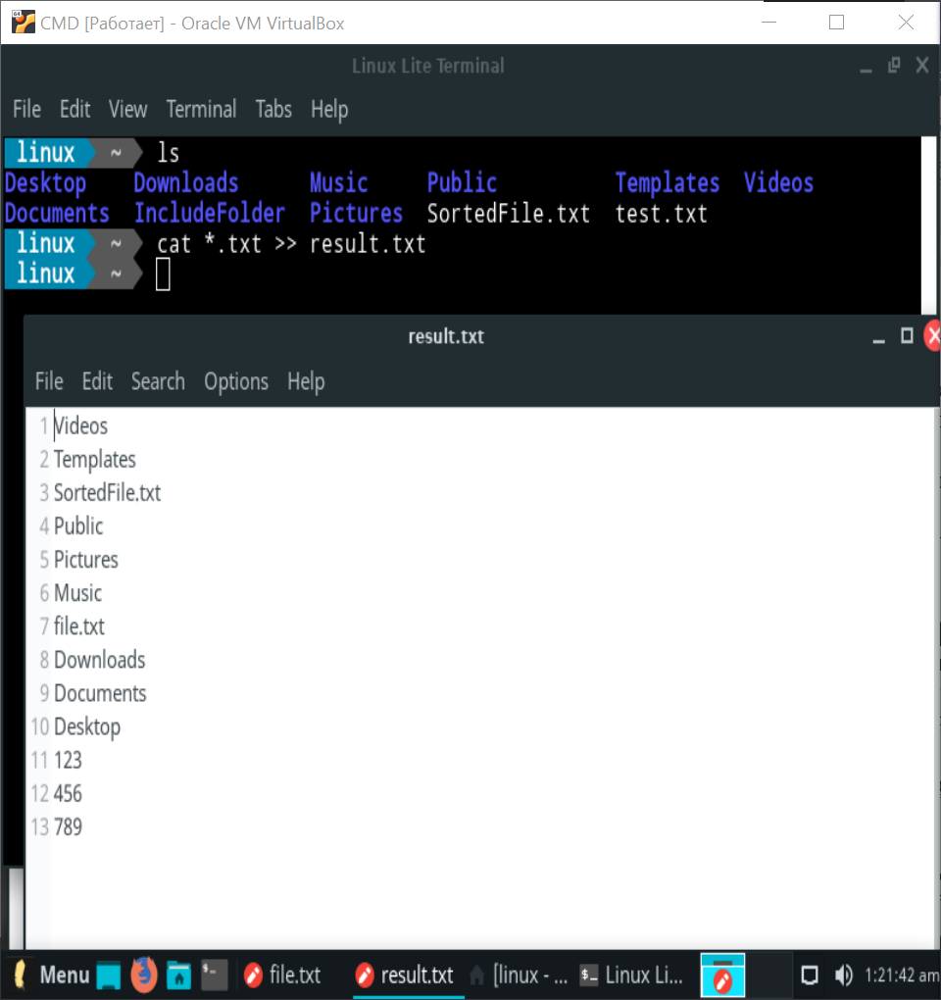 CMD [Работает] - Oracle VM VirtualBox
Linux Lite Terminal
File Edit View Terminal Tabs Help
linux ~ ls
Desktop Downloads Music Public Templates Videos
Documents IncludeFolder Pictures SortedFile.txt test.txt
linux ~ cat *.txt >> result.txt
linux ~
result.txt
File Edit Search Options Help
1 Videos
2 Templates
3 SortedFile.txt
4 Public
5 Pictures
6 Music
7 file.txt
8 Downloads
9 Documents
10 Desktop
11 123
12 456
13 789
Menu $- file.txt result.txt [linux - ... $_ Linux Li... 1:21:42 am